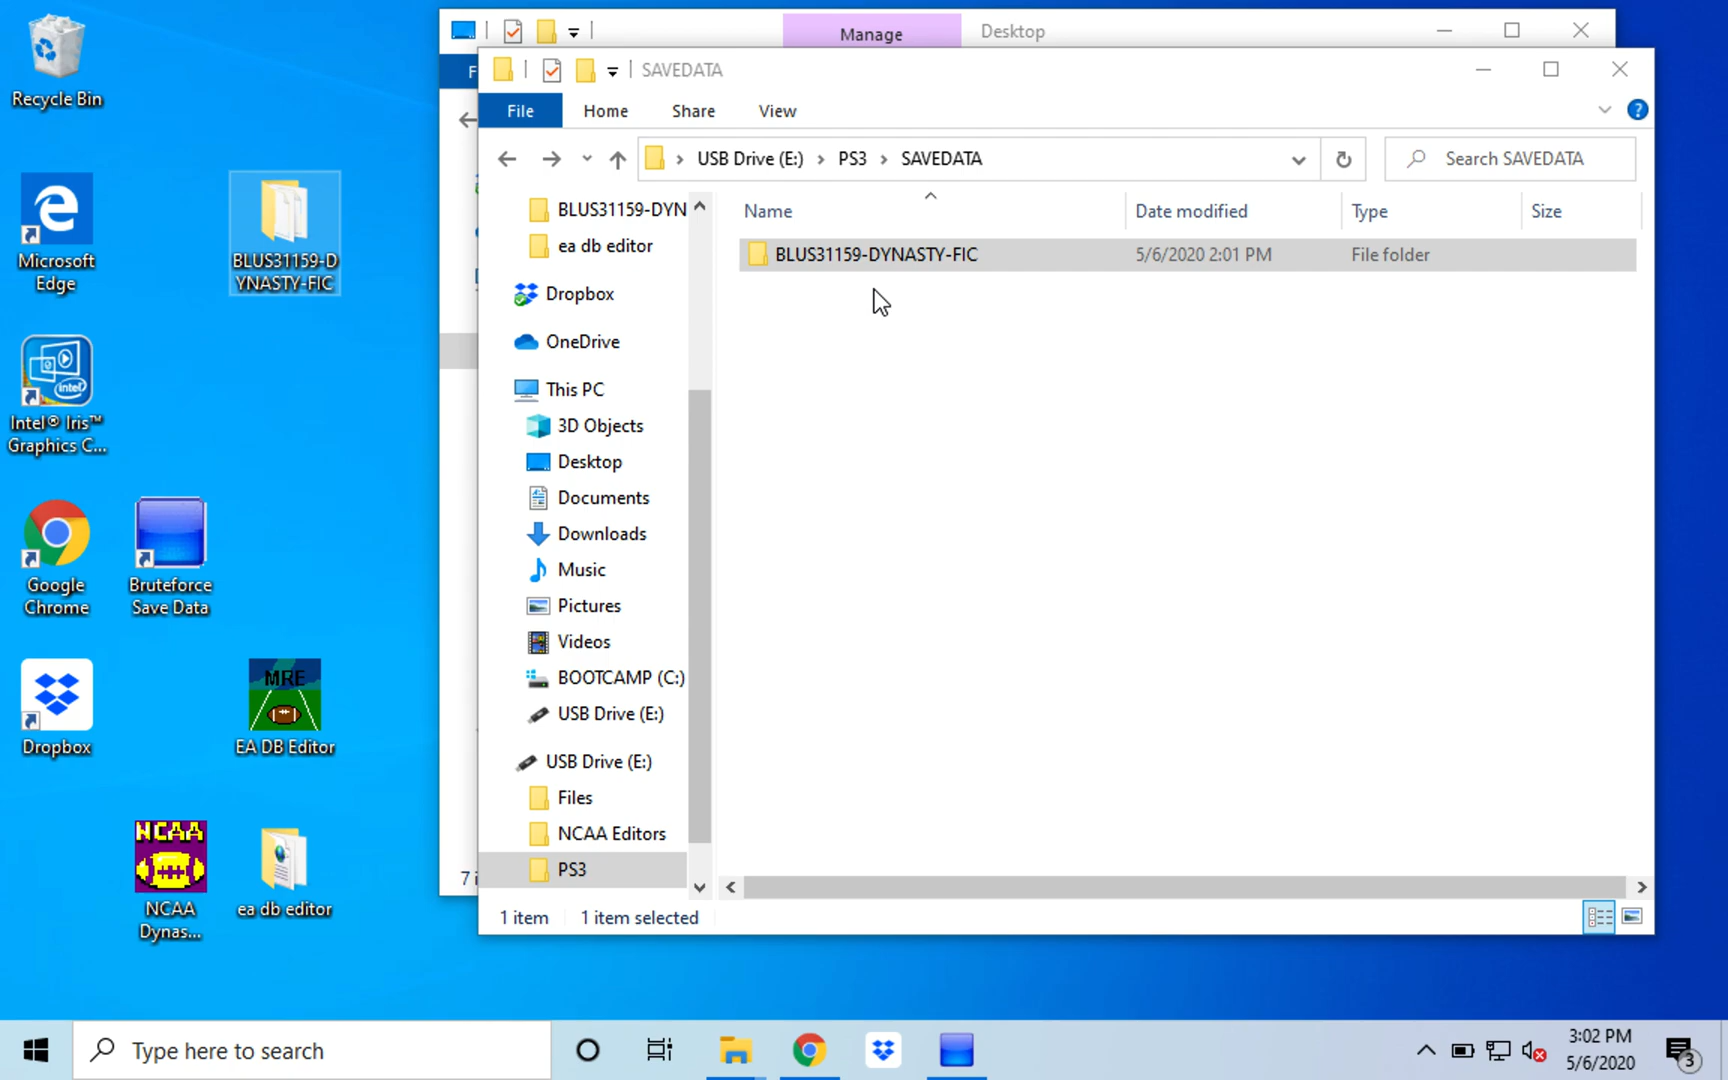 Recycle Bin
Microsoft
Edge
BLUS31159-D
YNASTY-FIC
Intel® Iris™
Graphics C...
Google
Chrome
Bruteforce
Save Data
Dropbox
MRE
EA DB Editor
NCAA
NCAA
Dynas...
ea db editor
Manage
Desktop
F
7 i
SAVEDATA
File
Home
Share
View
USB Drive (E:)
PS3
SAVEDATA
Search SAVEDATA
Name
Date modified
Type
Size
BLUS31159-DYNASTY-FIC
5/6/2020 2:01 PM
File folder
BLUS31159-DYN
ea db editor
Dropbox
OneDrive
This PC
3D Objects
Desktop
Documents
Downloads
Music
Pictures
Videos
BOOTCAMP (C:)
USB Drive (E:)
USB Drive (E:)
Files
NCAA Editors
PS3
1 item
1 item selected
Type here to search
3:02 PM
5/6/2020
3